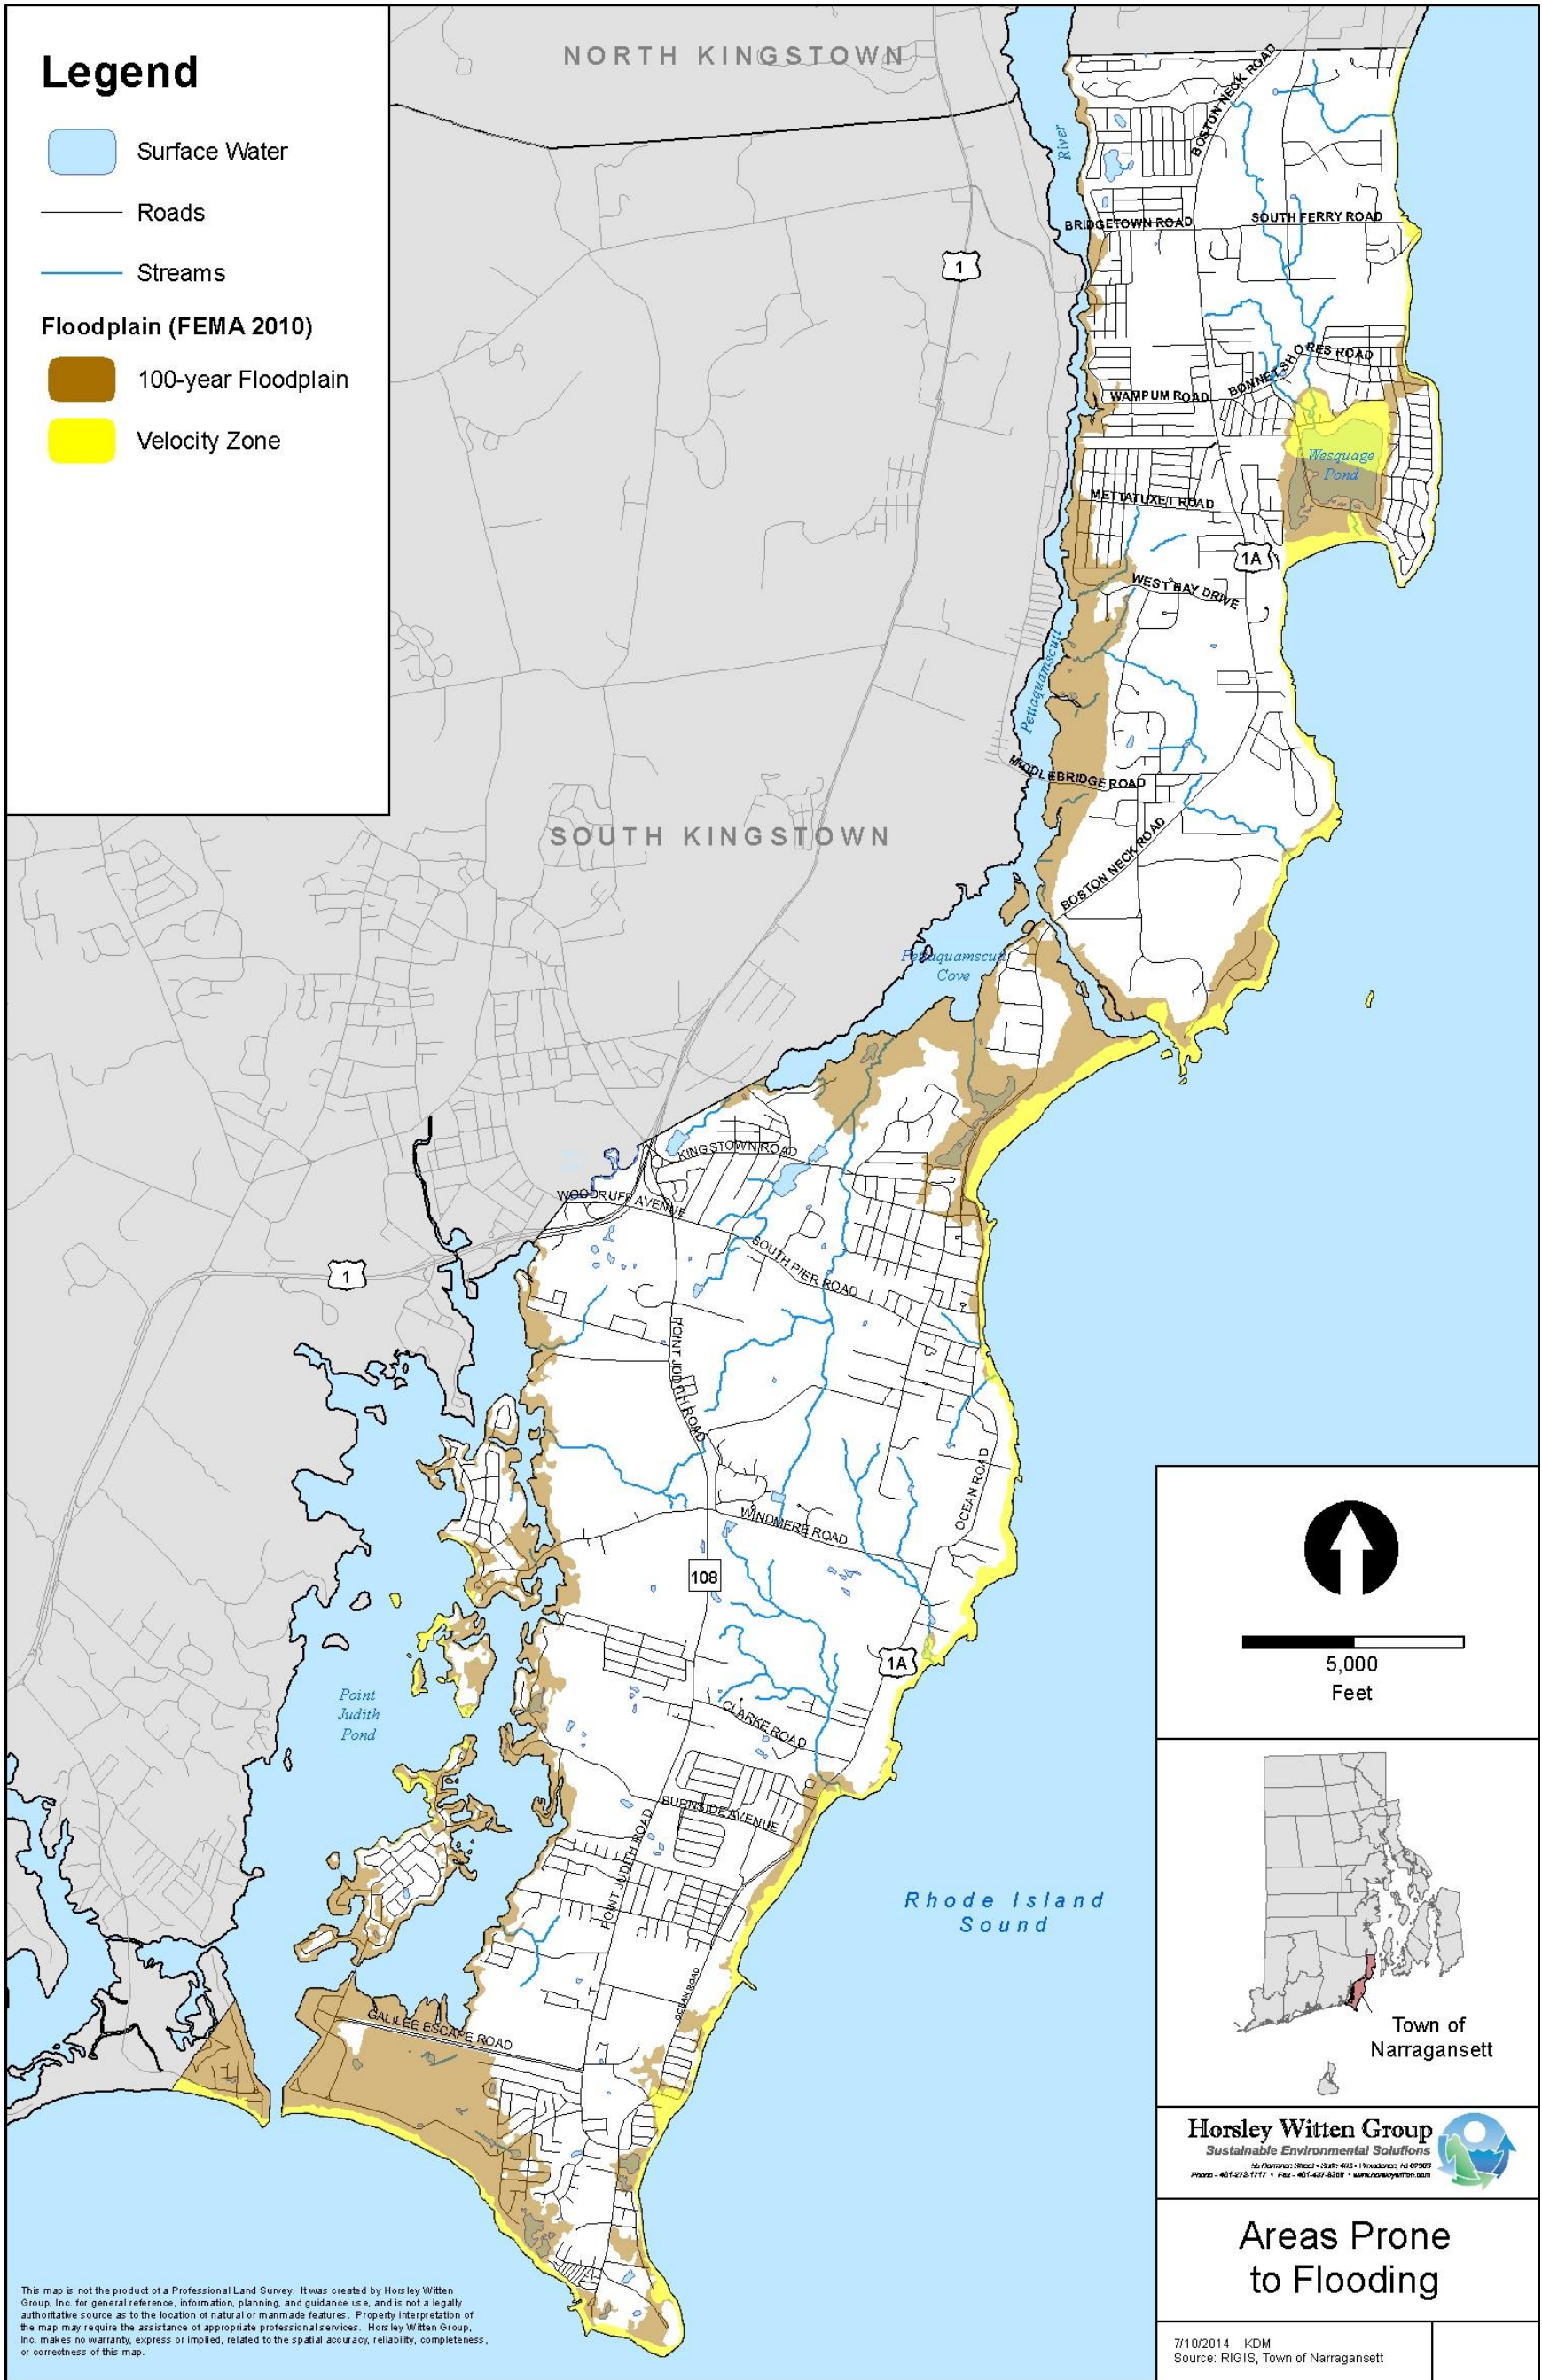 Legend
Surface Water
Roads
Streams
Floodplain (FEMA 2010)
100-year Floodplain
Velocity Zone
NORTH KINGSTOWN
BOSTON NECK ROAD
River
BRIDGETOWN ROAD
SOUTH FERRY ROAD
1
BONNET SHORES ROAD
WAMPUM ROAD
Wesquage
Pond
METTATUXET ROAD
1A
WEST BAY DRIVE
Pettaquamscutt
MIDDLEBRIDGE ROAD
SOUTH KINGSTOWN
BOSTON NECK ROAD
Pettaquamscutt
Cove
KINGSTOWN ROAD
WOODRUFF AVENUE
SOUTH PIER ROAD
1
POINT JUDITH ROAD
OCEAN ROAD
WINDMERE ROAD
108
1A
Point
Judith
Pond
CLARKE ROAD
BURNSIDE AVENUE
POINT JUDITH ROAD
Rhode Island
Sound
OCEAN ROAD
GALILEE ESCAPE ROAD
5,000
Feet
Town of
Narragansett
Horsley Witten Group
Sustainable Environmental Solutions
Areas Prone
to Flooding
7/10/2014 KDM
Source: RIGIS, Town of Narragansett
This map is not the product of a Professional Land Survey. It was created by Horsley Witten
Group, Inc. for general reference, information, planning, and guidance use, and is not a legally
authoritative source as to the location of natural or manmade features. Property interpretation of
the map may require the assistance of appropriate professional services. Horsley Witten Group,
Inc. makes no warranty, express or implied, related to the spatial accuracy, reliability, completeness,
or correctness of this map.